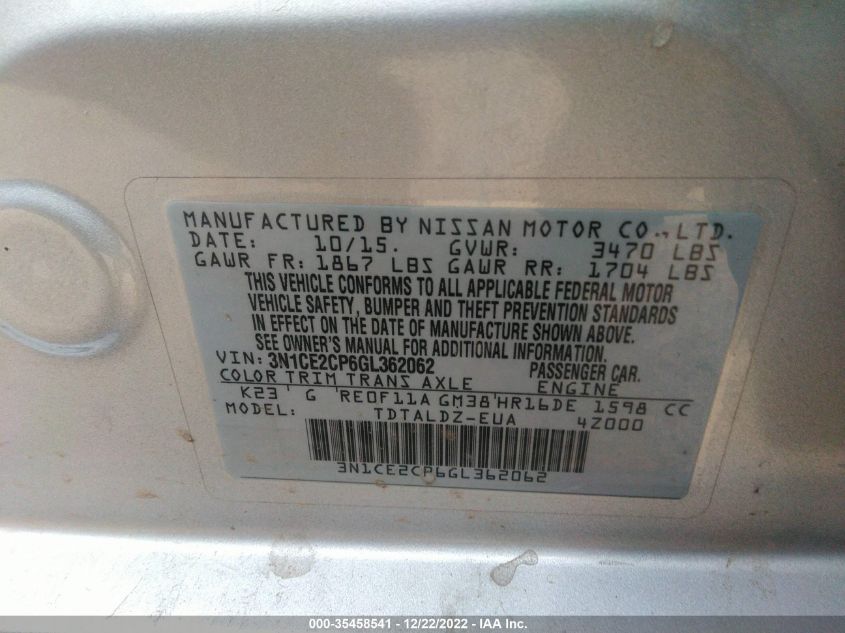 MANUFACTURED BY NISSAN MOTOR CO., LTD.
DATE: 10/15. GVWR: 3470 LBS
GAWR FR: 1867 LBS GAWR RR: 1704 LBS
THIS VEHICLE CONFORMS TO ALL APPLICABLE FEDERAL MOTOR
VEHICLE SAFETY, BUMPER AND THEFT PREVENTION STANDARDS
IN EFFECT ON THE DATE OF MANUFACTURE SHOWN ABOVE.
SEE OWNER'S MANUAL FOR ADDITIONAL INFORMATION.
VIN: 3N1CE2CP6GL362062 PASSENGER CAR.
COLOR TRIM TRANS AXLE ENGINE
K23 G RE0F11A GM38 HR16DE 1598 CC
MODEL: TDTALDZ-EUA 4Z000
3N1CE2CP6GL362062
000-35458541 - 12/22/2022 - IAA Inc.